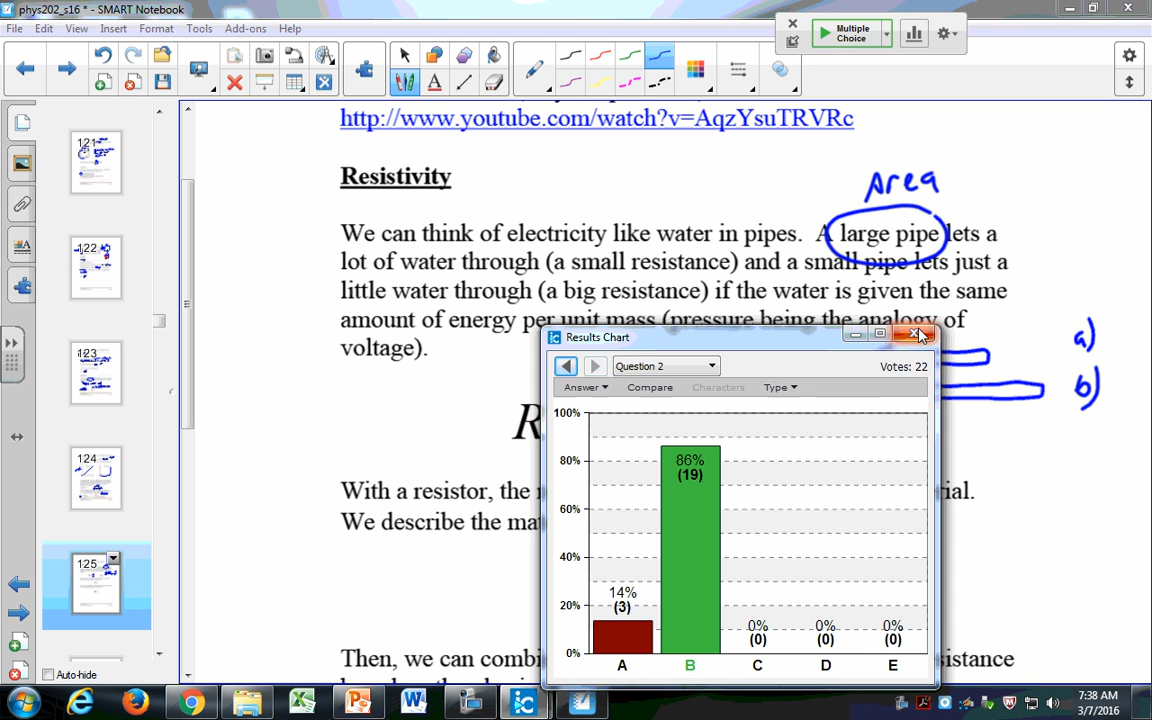 phys202_s16 * - SMART Notebook
File Edit View Insert Format Tools Add-ons Help
Multiple
Choice
http://www.youtube.com/watch?v=AqzYsuTRVRc
Resistivity
Area
We can think of electricity like water in pipes. A large pipe lets a
lot of water through (a small resistance) and a small pipe lets just a
little water through (a big resistance) if the water is given the same
amount of energy per unit mass (pressure being the analogy of
voltage).
a)
b)
R
With a resistor, the
We describe the
Then, we can
121
122
123
124
125
Auto-hide
Results Chart
Question 2
Votes: 22
Answer Compare Characters Type
100%
80%
60%
40%
20%
0%
14%
(3)
86%
(19)
0%
(0)
0%
(0)
0%
(0)
A B C D E
7:38 AM
3/7/2016